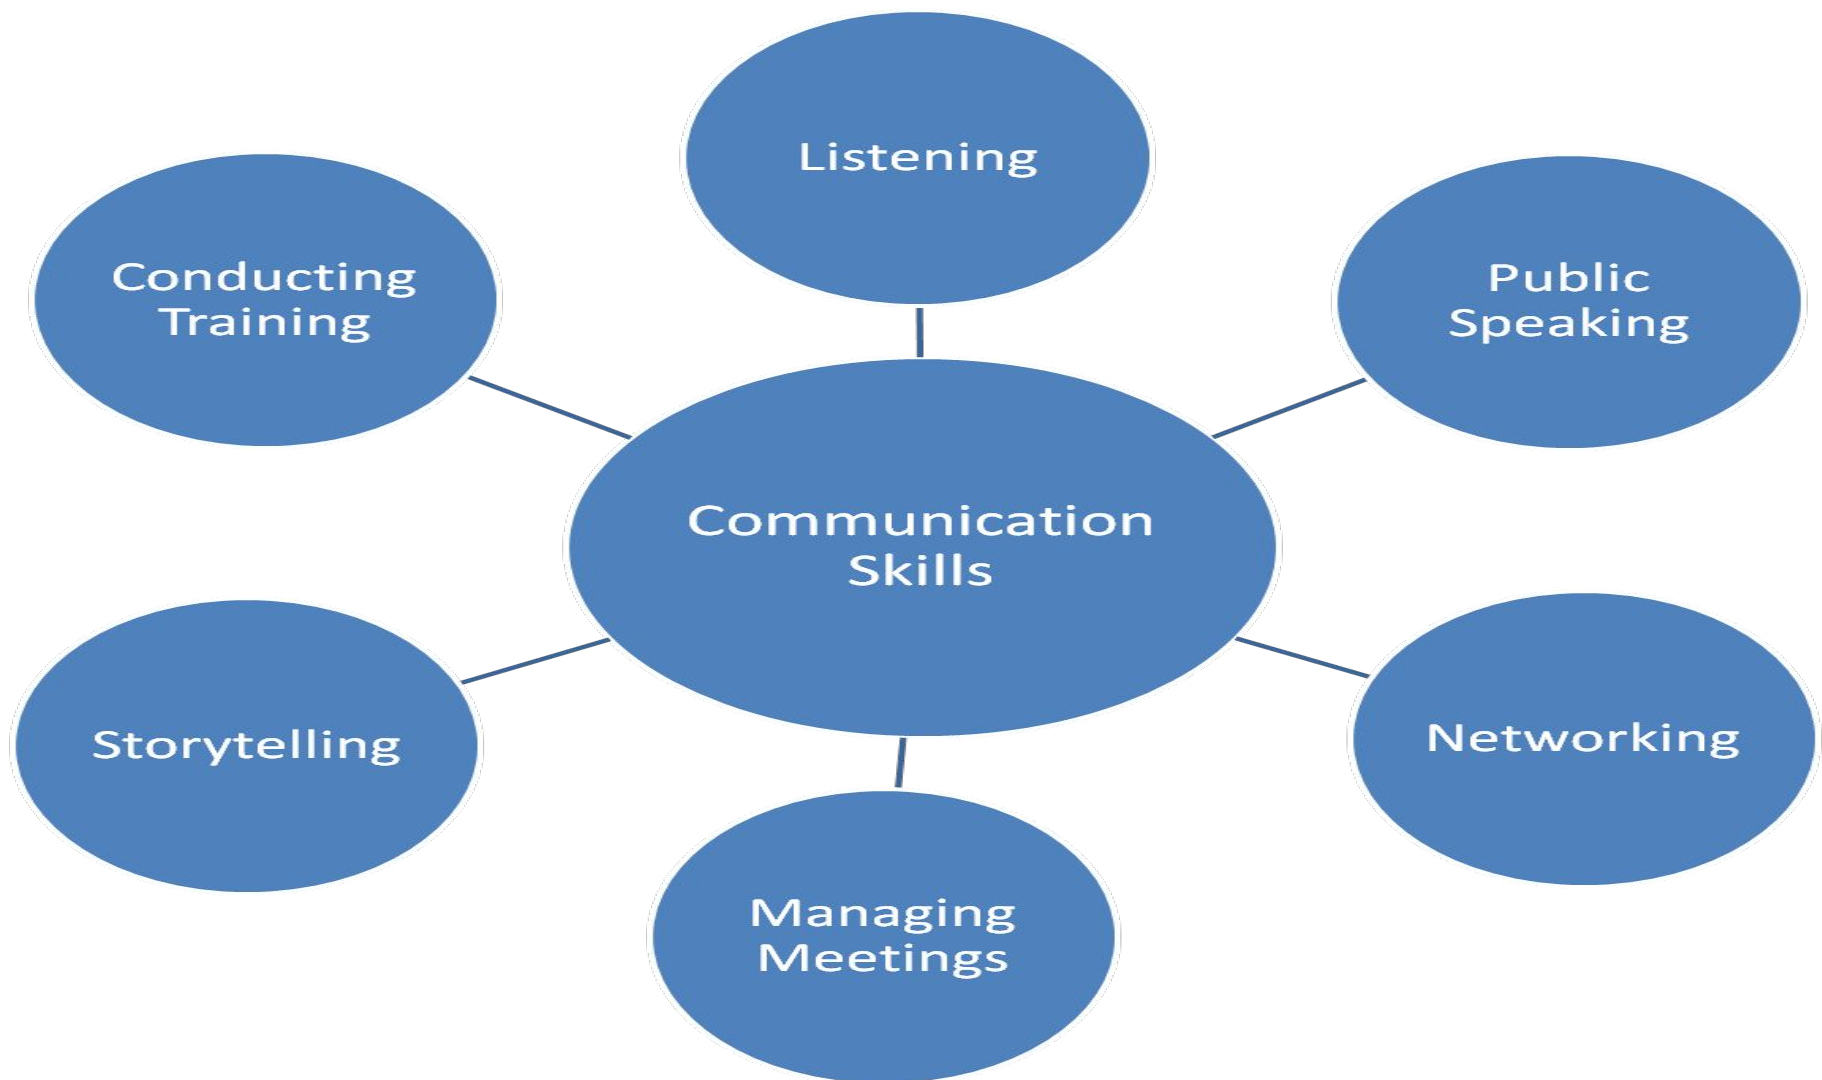 Listening
Conducting
Training
Public
Speaking
Communication
Skills
Storytelling
Networking
Managing
Meetings